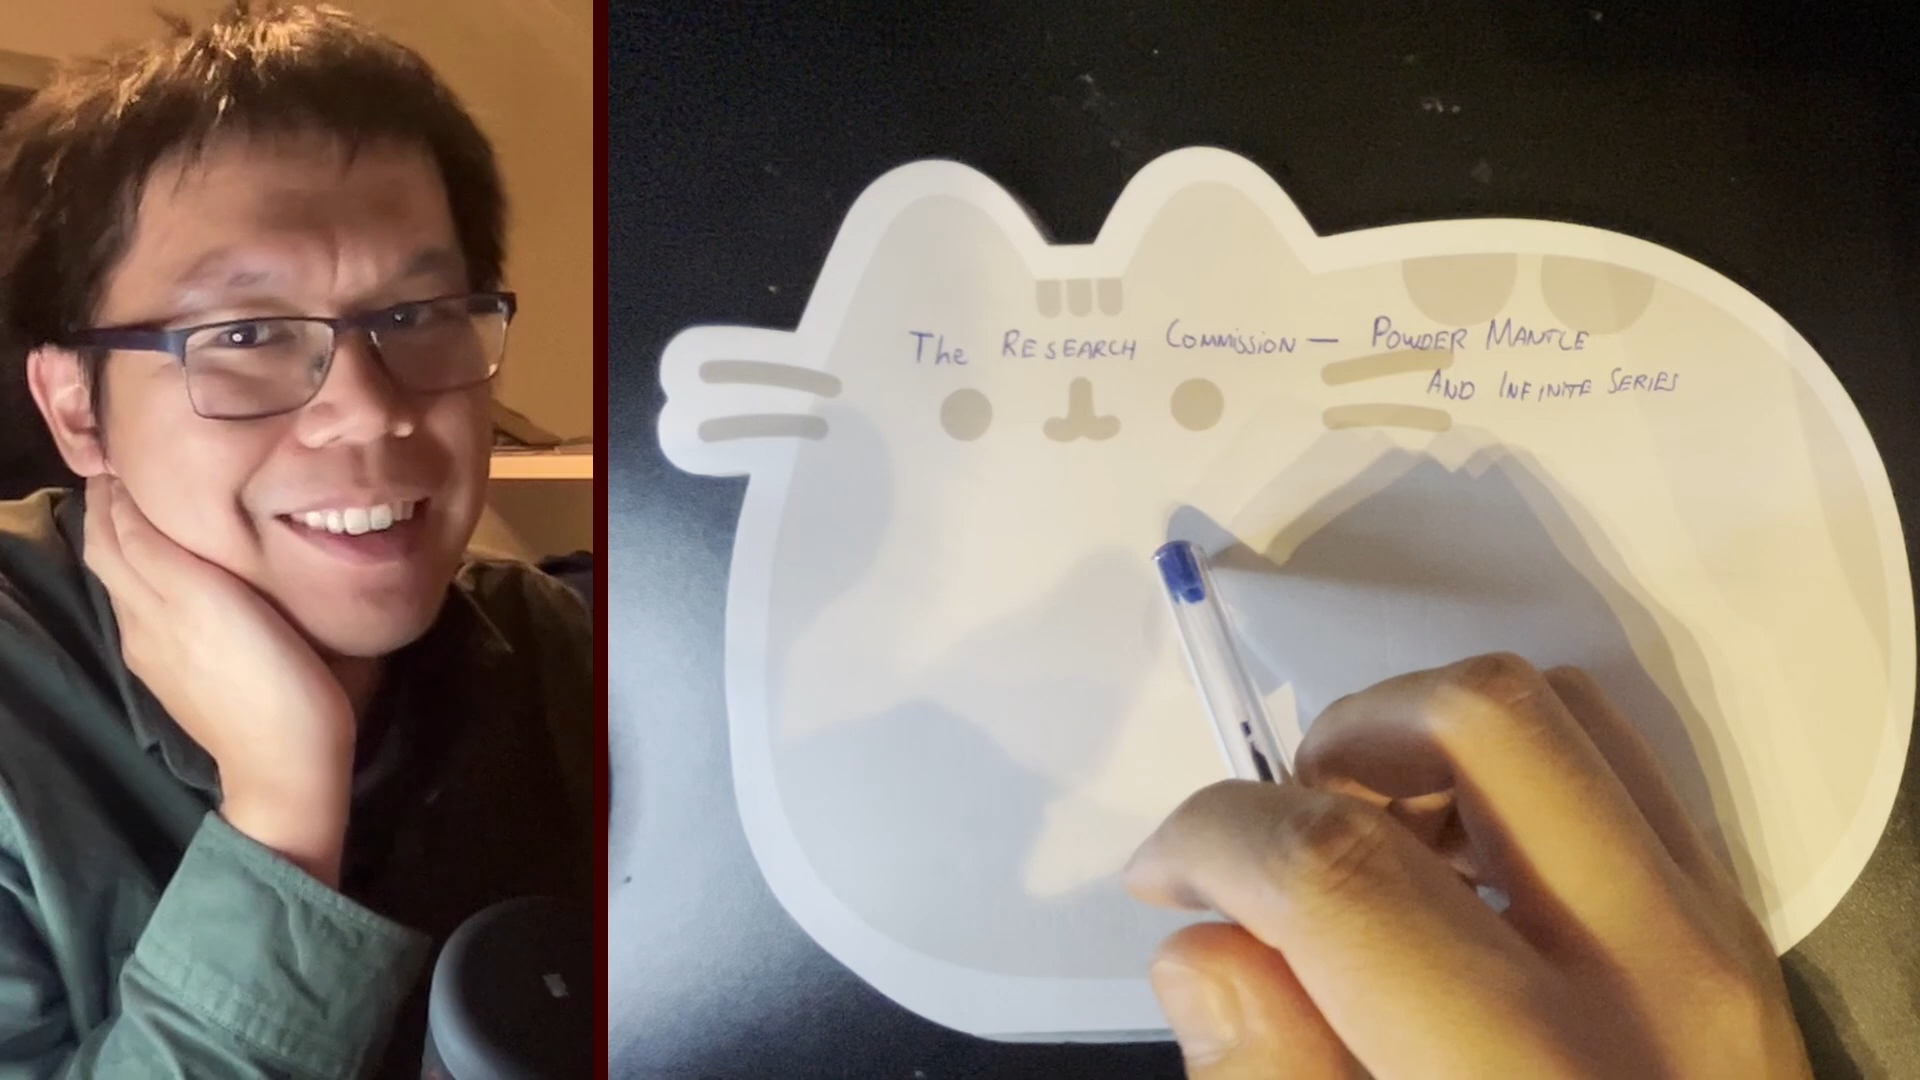 The RESEARCH COMMISSION — POWDER MANTLE
AND INFINITE SERIES